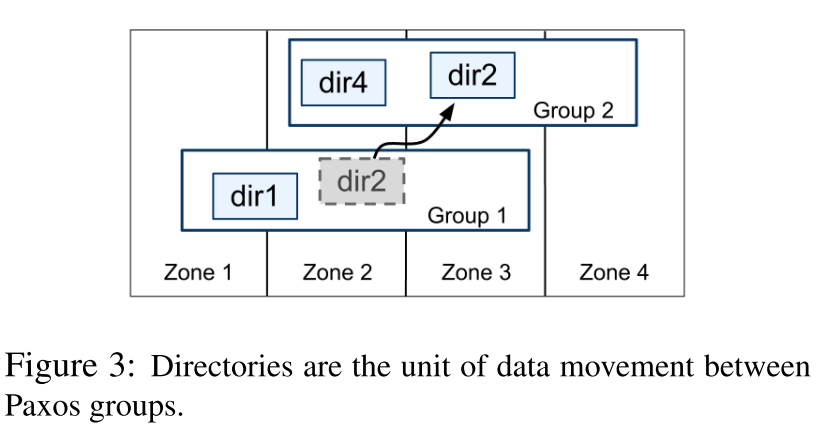 dir4
dir2
Group 2
dir2
dir1
Group 1
Zone 1 Zone 2 Zone 3 Zone 4
Figure 3: Directories are the unit of data movement between
Paxos groups.